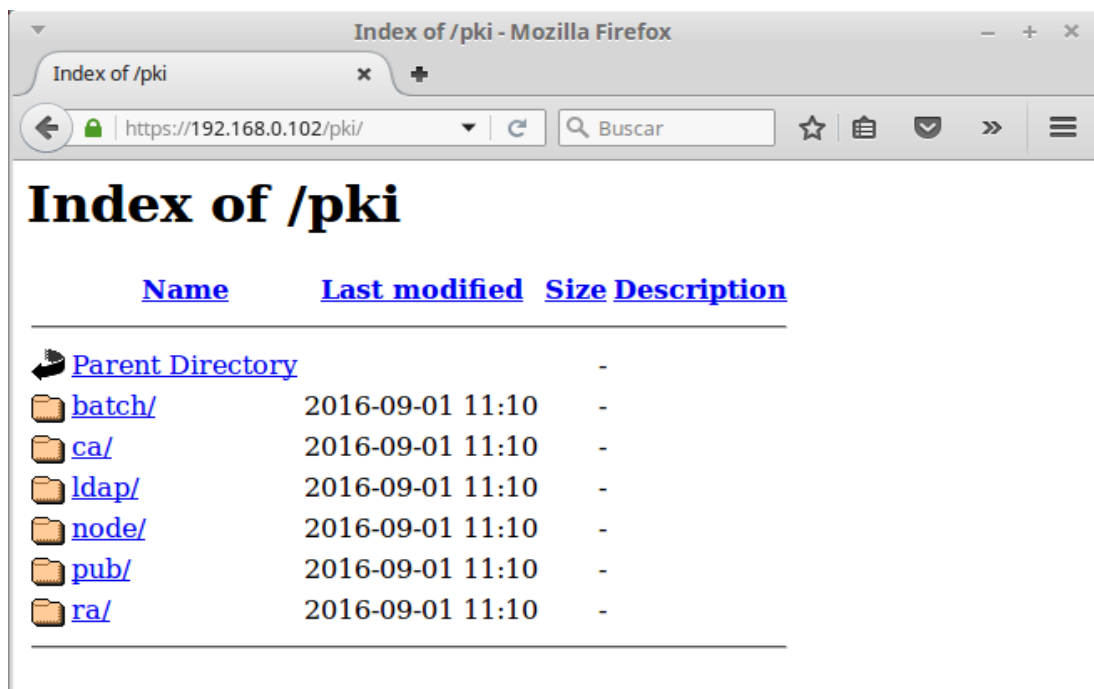 Index of /pki - Mozilla Firefox
Index of /pki
https://192.168.0.102/pki/ Buscar
Index of /pki
Name Last modified Size Description
Parent Directory -
batch/ 2016-09-01 11:10 -
ca/ 2016-09-01 11:10 -
ldap/ 2016-09-01 11:10 -
node/ 2016-09-01 11:10 -
pub/ 2016-09-01 11:10 -
ra/ 2016-09-01 11:10 -